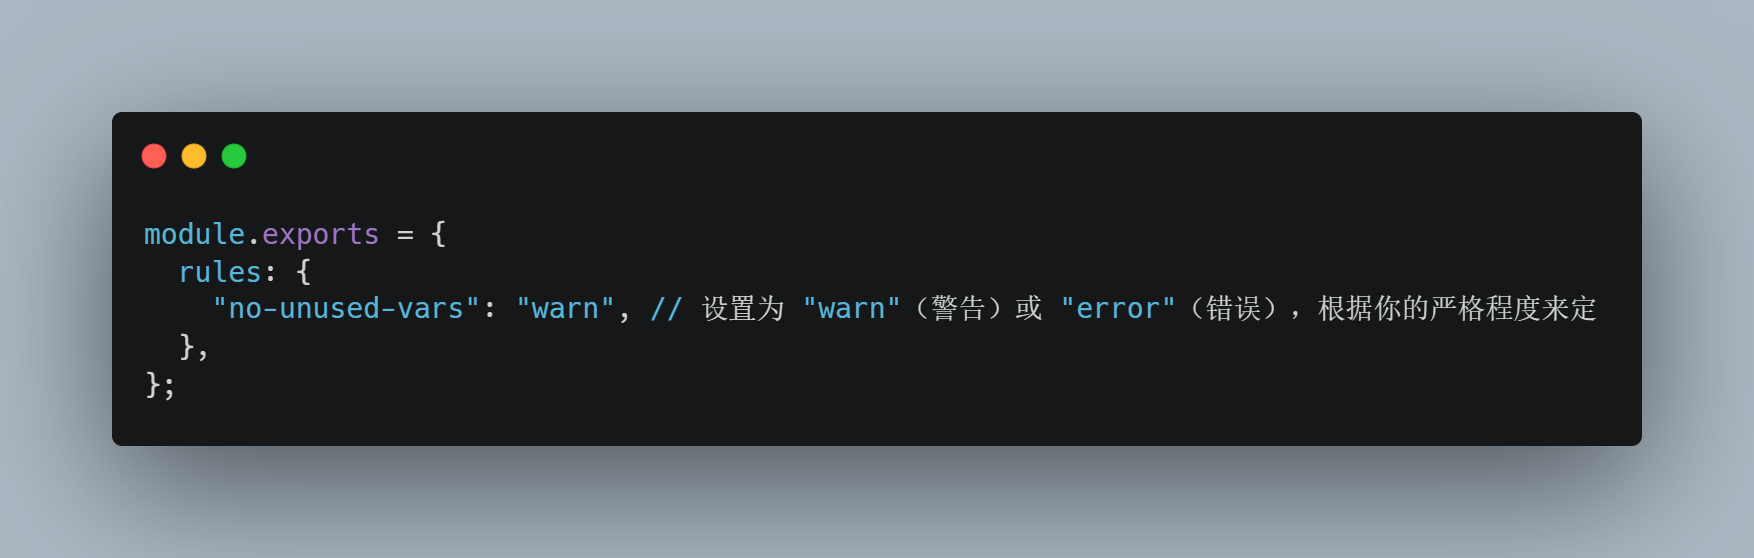 module.exports = {
  rules: {
    "no-unused-vars": "warn", // 设置为 "warn"（警告）或 "error"（错误），根据你的严格程度来定
  },
};